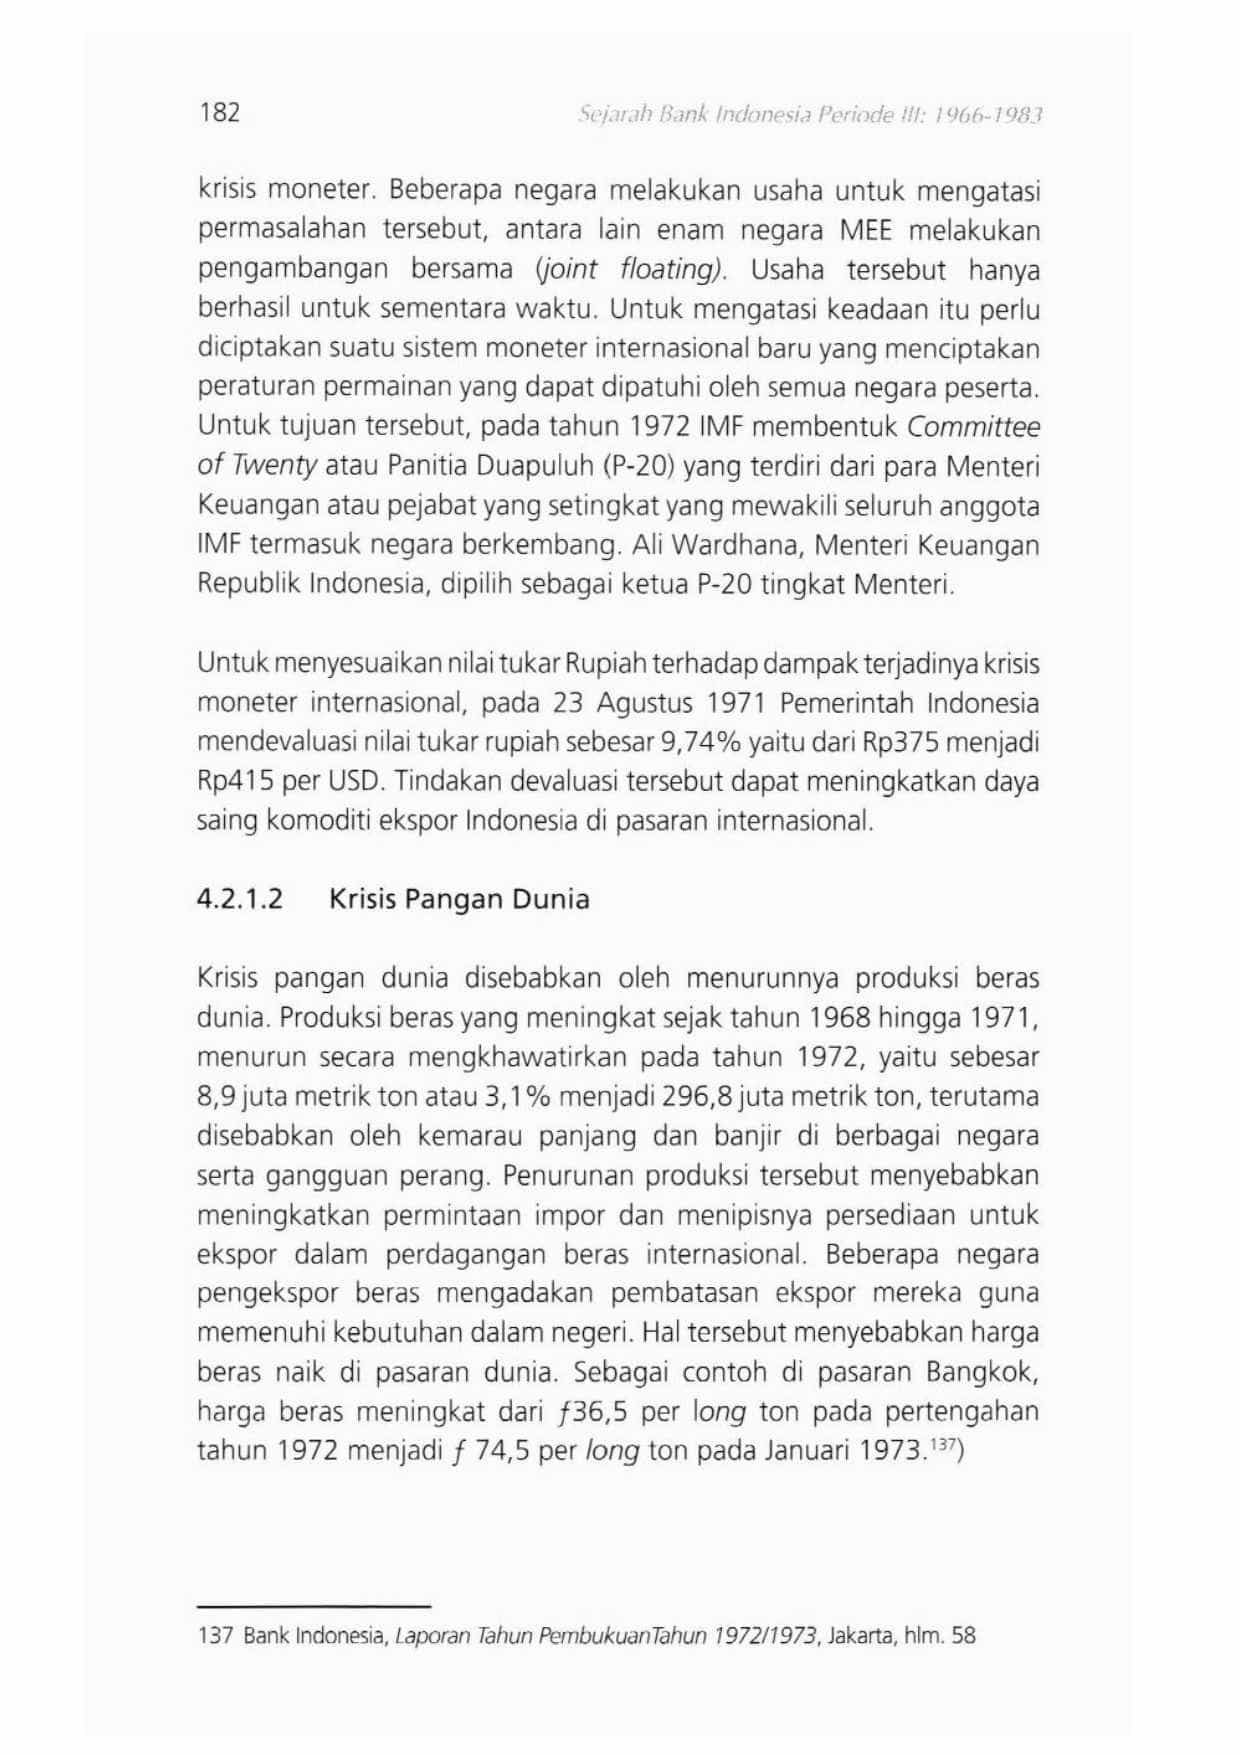 182
Sejarah Bank Indonesia Periode III: 1966-1983
krisis moneter. Beberapa negara melakukan usaha untuk mengatasi
permasalahan tersebut, antara lain enam negara MEE melakukan
pengambangan bersama (joint floating). Usaha tersebut hanya
berhasil untuk sementara waktu. Untuk mengatasi keadaan itu perlu
diciptakan suatu sistem moneter internasional baru yang menciptakan
peraturan permainan yang dapat dipatuhi oleh semua negara peserta.
Untuk tujuan tersebut, pada tahun 1972 IMF membentuk Committee
of Twenty atau Panitia Duapuluh (P-20) yang terdiri dari para Menteri
Keuangan atau pejabat yang setingkat yang mewakili seluruh anggota
IMF termasuk negara berkembang. Ali Wardhana, Menteri Keuangan
Republik Indonesia, dipilih sebagai ketua P-20 tingkat Menteri.
Untuk menyesuaikan nilai tukar Rupiah terhadap dampak terjadinya krisis
moneter internasional, pada 23 Agustus 1971 Pemerintah Indonesia
mendevaluasi nilai tukar rupiah sebesar 9,74% yaitu dari Rp375 menjadi
Rp415 per USD. Tindakan devaluasi tersebut dapat meningkatkan daya
saing komoditi ekspor Indonesia di pasaran internasional.
4.2.1.2 Krisis Pangan Dunia
Krisis pangan dunia disebabkan oleh menurunnya produksi beras
dunia. Produksi beras yang meningkat sejak tahun 1968 hingga 1971,
menurun secara mengkhawatirkan pada tahun 1972, yaitu sebesar
8,9 juta metrik ton atau 3,1% menjadi 296,8 juta metrik ton, terutama
disebabkan oleh kemarau panjang dan banjir di berbagai negara
serta gangguan perang. Penurunan produksi tersebut menyebabkan
meningkatkan permintaan impor dan menipisnya persediaan untuk
ekspor dalam perdagangan beras internasional. Beberapa negara
pengekspor beras mengadakan pembatasan ekspor mereka guna
memenuhi kebutuhan dalam negeri. Hal tersebut menyebabkan harga
beras naik di pasaran dunia. Sebagai contoh di pasaran Bangkok,
harga beras meningkat dari ƒ36,5 per long ton pada pertengahan
tahun 1972 menjadi ƒ 74,5 per long ton pada Januari 1973.137)
137 Bank Indonesia, Laporan Tahun PembukuanTahun 1972/1973, Jakarta, hlm. 58